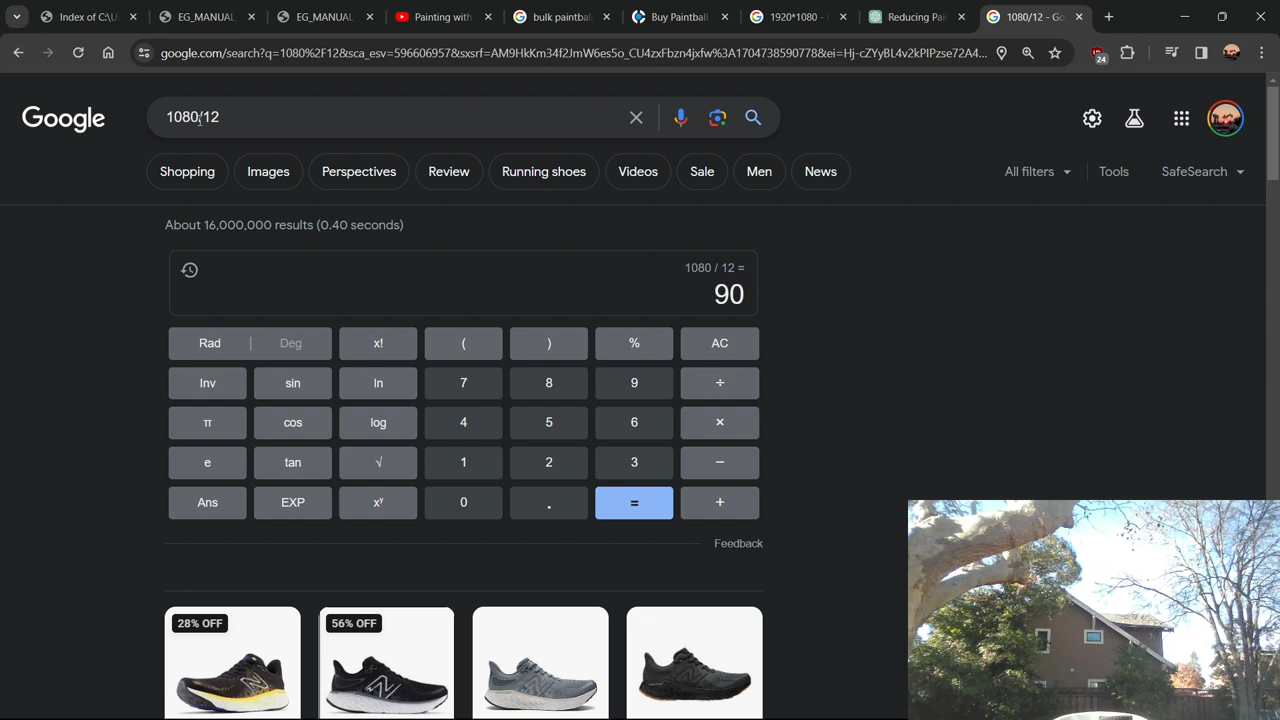 Index of C:\U
EG_MANUAL
EG_MANUAL
Painting with
bulk paintball
Buy Paintball
1920*1080 -
Reducing Pai
1080/12 - Go
google.com/search?q=1080%2F12&sca_esv=596606957&sxsrf=AM9HkKm34f2JmW6es5o_CU4zxFbzn4jxfw%3A1704738590778&ei=Hj-cZYyBL4v2kPIPzse72A4...
24
Google
1080/12
Shopping
Images
Perspectives
Review
Running shoes
Videos
Sale
Men
News
All filters
Tools
SafeSearch
About 16,000,000 results (0.40 seconds)
1080 / 12 =
90
Rad | Deg x! ( ) % AC
Inv sin ln 7 8 9 ÷
π cos log 4 5 6 ×
e tan √ 1 2 3 −
Ans EXP xʸ 0 . = +
Feedback
28% OFF
56% OFF